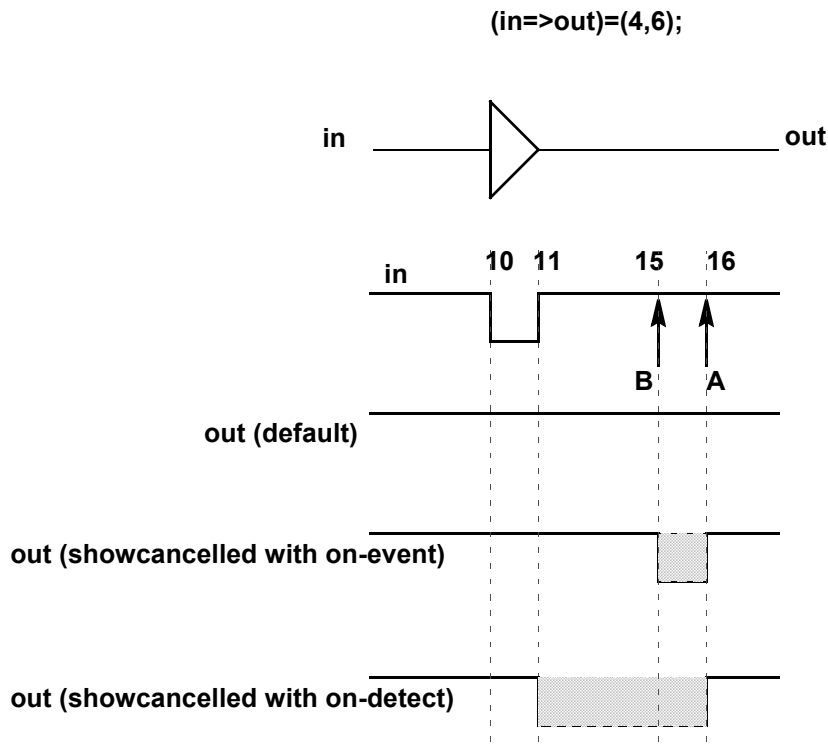 (in=>out)=(4,6);
in out
in 10 11 15 16
B A
out (default)
out (showcancelled with on-event)
out (showcancelled with on-detect)